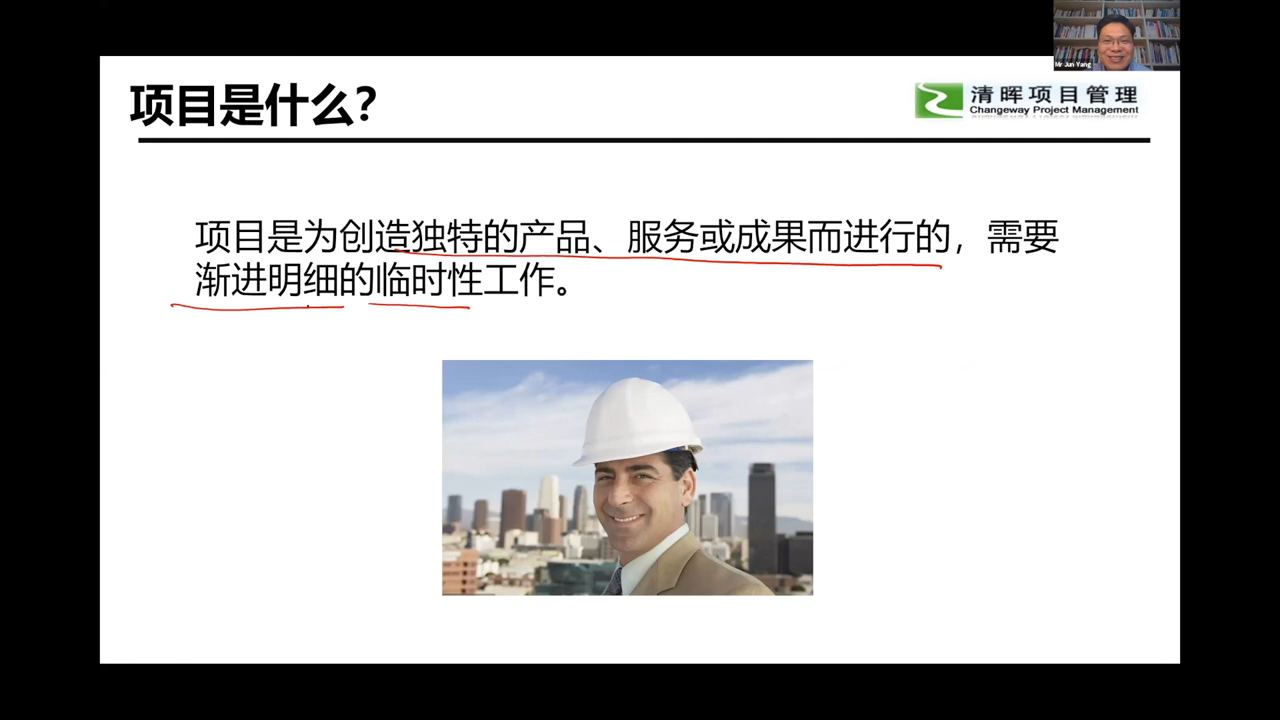 Mr Jun Yang
项目是什么?
清晖项目管理
Changeway Project Management
项目是为创造独特的产品、服务或成果而进行的，需要
渐进明细的临时性工作。